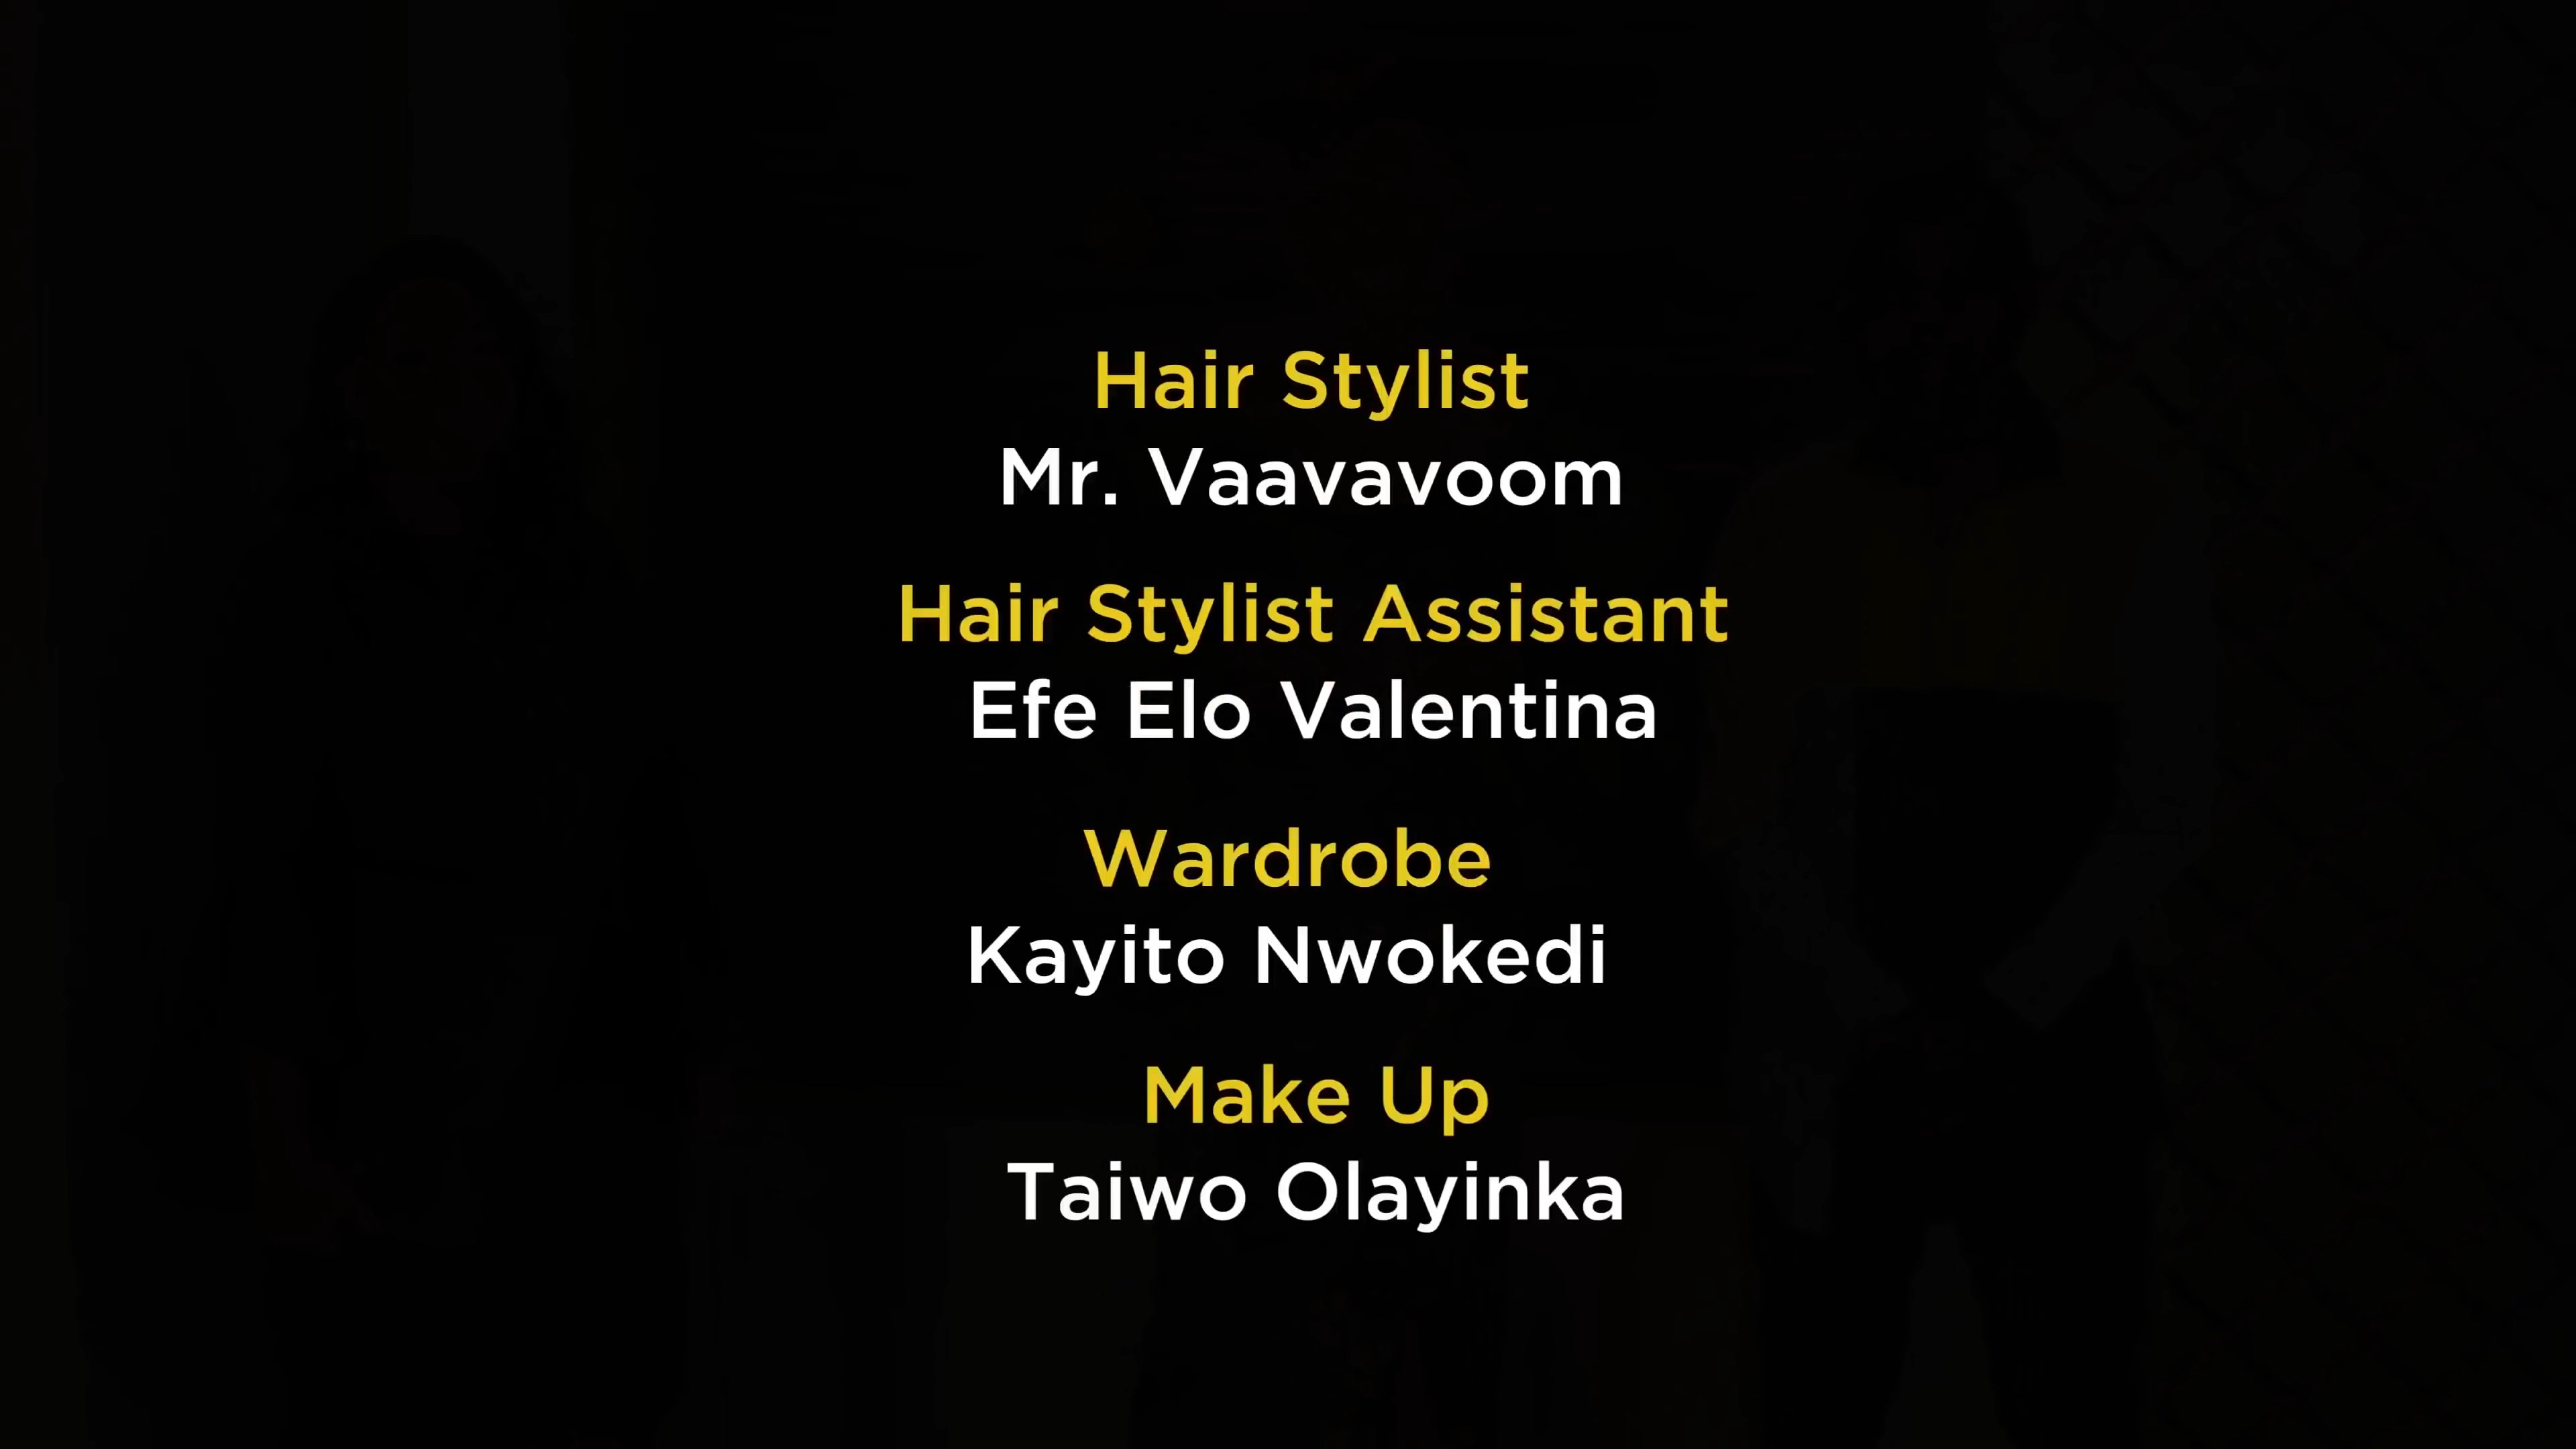 Hair Stylist
Mr. Vaavavoom
Hair Stylist Assistant
Efe Elo Valentina
Wardrobe
Kayito Nwokedi
Make Up
Taiwo Olayinka